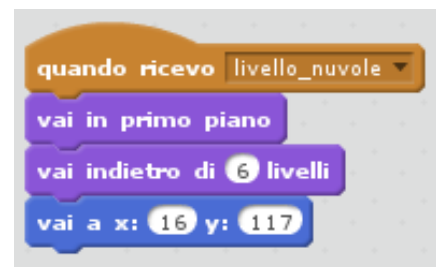 quando ricevo livello_nuvole
vai in primo piano
vai indietro di 6 livelli
vai a x: 16 y: 117